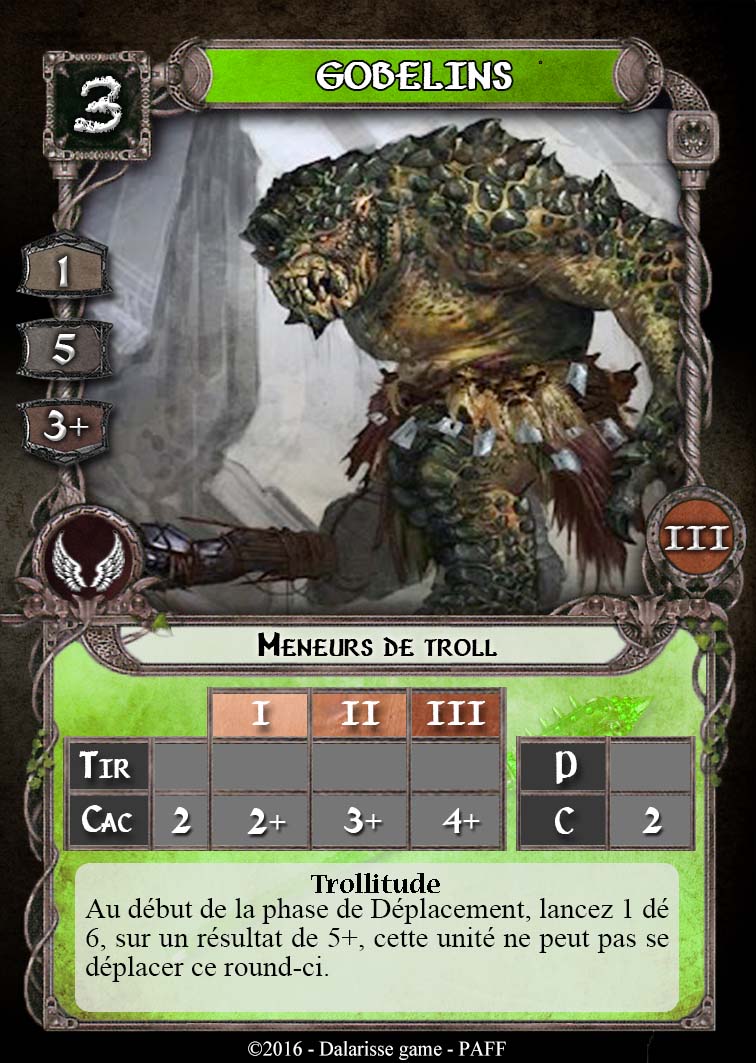 GOBELINS
3
1
5
3+
III
MENEURS DE TROLL
I II III
TIR
CAC 2 2+ 3+ 4+
P
C 2
Trollitude
Au début de la phase de Déplacement, lancez 1 dé
6, sur un résultat de 5+, cette unité ne peut pas se
déplacer ce round-ci.
©2016 - Dalarisse game - PAFF